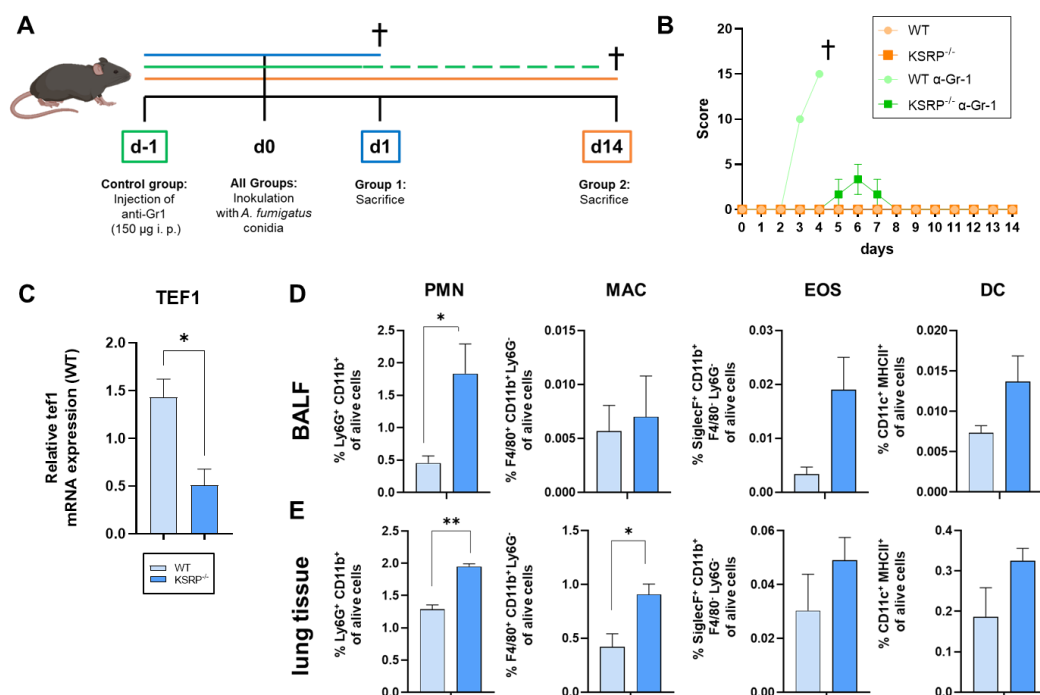 A
†
†
d-1
d0
d1
d14
Control group:
Injection of
anti-Gr1
(150 µg i. p.)
All Groups:
Inokulation
with A. fumigatus
conidia
Group 1:
Sacrifice
Group 2:
Sacrifice
B
WT
KSRP-/-
WT α-Gr-1
KSRP-/- α-Gr-1
†
Score
20
15
10
5
0
0 1 2 3 4 5 6 7 8 9 10 11 12 13 14
days
C
TEF1
Relative tef1
mRNA expression (WT)
2.0
1.5
1.0
0.5
0.0
*
WT
KSRP-/-
D
PMN
MAC
EOS
DC
BALF
% Ly6G+ CD11b+
of alive cells
2.5
2.0
1.5
1.0
0.5
0.0
*
% F4/80+ CD11b+Ly6G-
of alive cells
0.015
0.010
0.005
0.000
% SiglecF+ CD11b+
F4/80- Ly6G-
of alive cells
0.03
0.02
0.01
0.00
% CD11c+ MHCII+
of alive cells
0.020
0.015
0.010
0.005
0.000
E
lung tissue
% Ly6G+ CD11b+
of alive cells
2.5
2.0
1.5
1.0
0.5
0.0
**
% F4/80+ CD11b+Ly6G-
of alive cells
1.5
1.0
0.5
0.0
*
% SiglecF+ CD11b+
F4/80- Ly6G-
of alive cells
0.06
0.04
0.02
0.00
% CD11c+ MHCII+
of alive cells
0.4
0.3
0.2
0.1
0.0